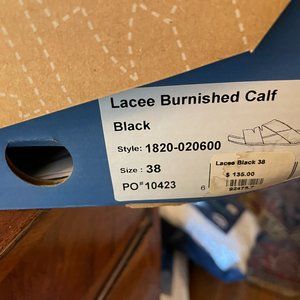 Lacee Burnished Calf
Black
Style: 1820-020600
Lacee Black 38
Size: 38
$ 135.00
PO#10423